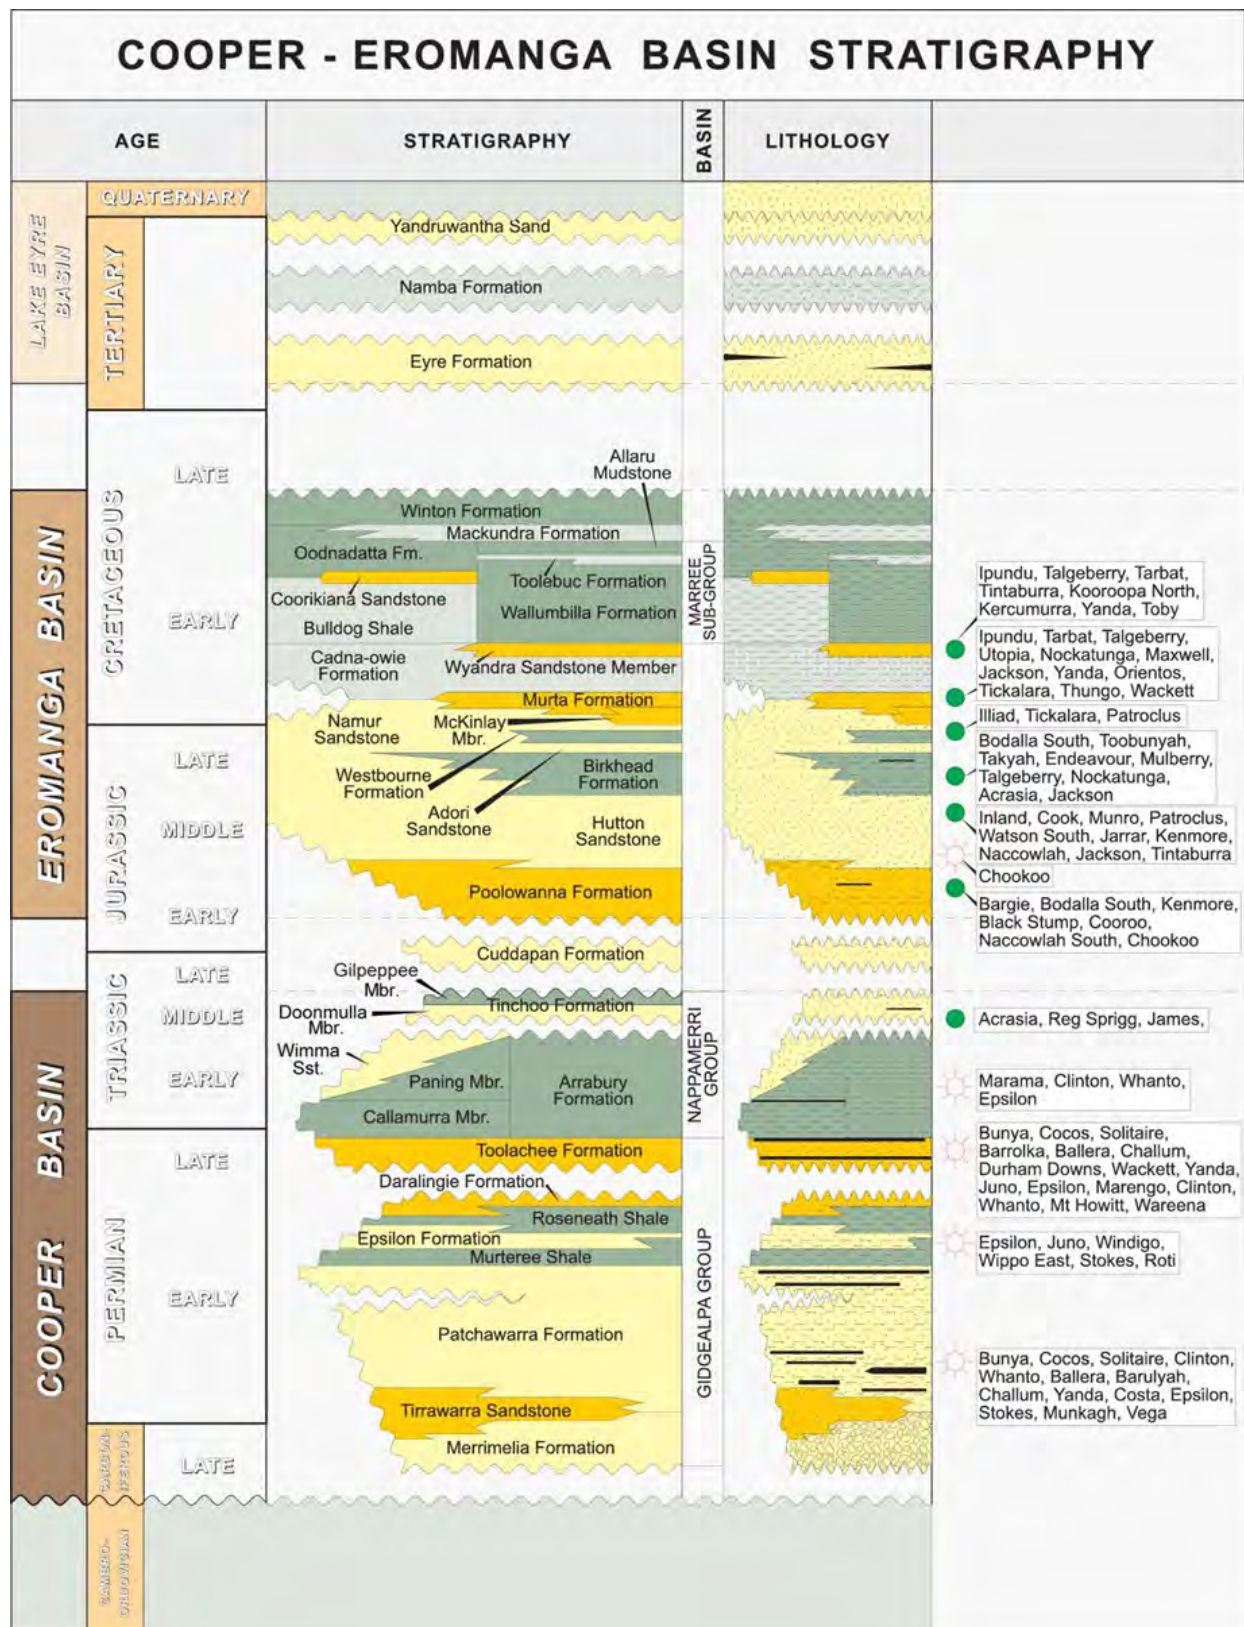 COOPER - EROMANGA BASIN STRATIGRAPHY
AGE
STRATIGRAPHY
BASIN
LITHOLOGY
LAKE EYRE
BASIN
QUATERNARY
TERTIARY
Yandruwantha Sand
Namba Formation
Eyre Formation
EROMANGA BASIN
CRETACEOUS
LATE
EARLY
Allaru
Mudstone
Winton Formation
Mackundra Formation
Oodnadatta Fm.
Toolebuc Formation
Coorikiana Sandstone
Wallumbilla Formation
Bulldog Shale
Cadna-owie
Formation
Wyandra Sandstone Member
MARREE
SUB-GROUP
Murta Formation
Namur
Sandstone
McKinlay
Mbr.
JURASSIC
LATE
MIDDLE
EARLY
Westbourne
Formation
Birkhead
Formation
Adori
Sandstone
Hutton
Sandstone
Poolowanna Formation
Cuddapan Formation
COOPER BASIN
TRIASSIC
LATE
MIDDLE
EARLY
Gilpeppee
Mbr.
Tinchoo Formation
Doonmulla
Mbr.
Wimma
Sst.
Paning Mbr.
Arrabury
Formation
Callamurra Mbr.
NAPPAMERRI
GROUP
PERMIAN
LATE
EARLY
Toolachee Formation
Daralingie Formation
Roseneath Shale
Epsilon Formation
Murteree Shale
Patchawarra Formation
Tirrawarra Sandstone
Merrimelia Formation
GIDGEALPA GROUP
CARBON-
IFEROUS
LATE
CAMBRO-
ORDOVICIAN
Ipundu, Talgeberry, Tarbat,
Tintaburra, Kooroopa North,
Kercumurra, Yanda, Toby
Ipundu, Tarbat, Talgeberry,
Utopia, Nockatunga, Maxwell,
Jackson, Yanda, Orientos,
Tickalara, Thungo, Wackett
Illiad, Tickalara, Patroclus
Bodalla South, Toobunyah,
Takyah, Endeavour, Mulberry,
Talgeberry, Nockatunga,
Acrasia, Jackson
Inland, Cook, Munro, Patroclus,
Watson South, Jarrar, Kenmore,
Naccowlah, Jackson, Tintaburra
Chookoo
Bargie, Bodalla South, Kenmore,
Black Stump, Cooroo,
Naccowlah South, Chookoo
Acrasia, Reg Sprigg, James,
Marama, Clinton, Whanto,
Epsilon
Bunya, Cocos, Solitaire,
Barrolka, Ballera, Challum,
Durham Downs, Wackett, Yanda,
Juno, Epsilon, Marengo, Clinton,
Whanto, Mt Howitt, Wareena
Epsilon, Juno, Windigo,
Wippo East, Stokes, Roti
Bunya, Cocos, Solitaire, Clinton,
Whanto, Ballera, Barulyah,
Challum, Yanda, Costa, Epsilon,
Stokes, Munkagh, Vega